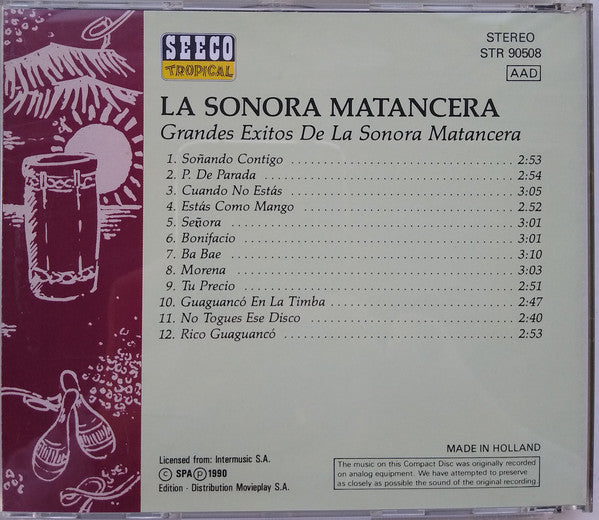 SEECO
TROPICAL
STEREO
STR 90508
AAD
LA SONORA MATANCERA
Grandes Exitos De La Sonora Matancera
1. Soñando Contigo 2:53
2. P. De Parada 2:54
3. Cuando No Estás 3:05
4. Estás Como Mango 2.52
5. Señora 3:01
6. Bonifacio 3:01
7. Ba Bae 3:10
8. Morena 3:03
9. Tu Precio 2:51
10. Guaguancó En La Timba 2:47
11. No Togues Ese Disco 2:40
12. Rico Guaguancó 2:53
Licensed from: Intermusic S.A.
© SPA ℗ 1990
Edition · Distribution Movieplay S.A.
MADE IN HOLLAND
The music on this Compact Disc was originally recorded
on analog equipment. We have attempted to preserve
as closely as possible the sound of the original recording.